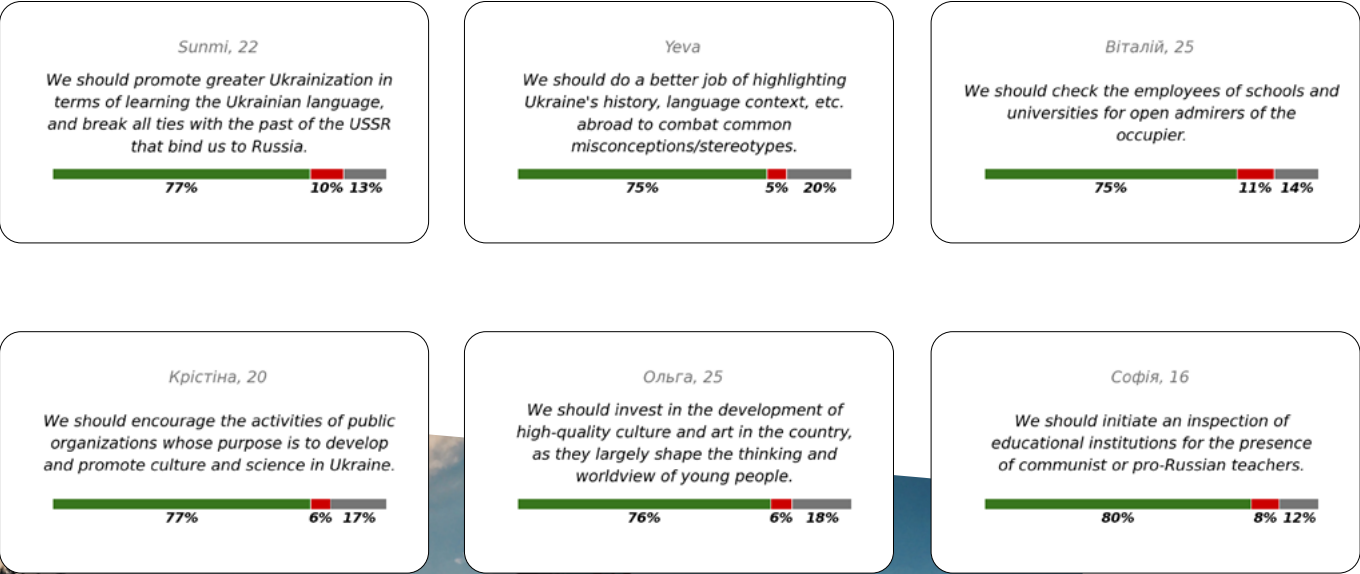 Sunmi, 22
We should promote greater Ukrainization in
terms of learning the Ukrainian language,
and break all ties with the past of the USSR
that bind us to Russia.
77% 10% 13%
Yeva
We should do a better job of highlighting
Ukraine's history, language context, etc.
abroad to combat common
misconceptions/stereotypes.
75% 5% 20%
Віталій, 25
We should check the employees of schools and
universities for open admirers of the
occupier.
75% 11% 14%
Крістіна, 20
We should encourage the activities of public
organizations whose purpose is to develop
and promote culture and science in Ukraine.
77% 6% 17%
Ольга, 25
We should invest in the development of
high-quality culture and art in the country,
as they largely shape the thinking and
worldview of young people.
76% 6% 18%
Софія, 16
We should initiate an inspection of
educational institutions for the presence
of communist or pro-Russian teachers.
80% 8% 12%